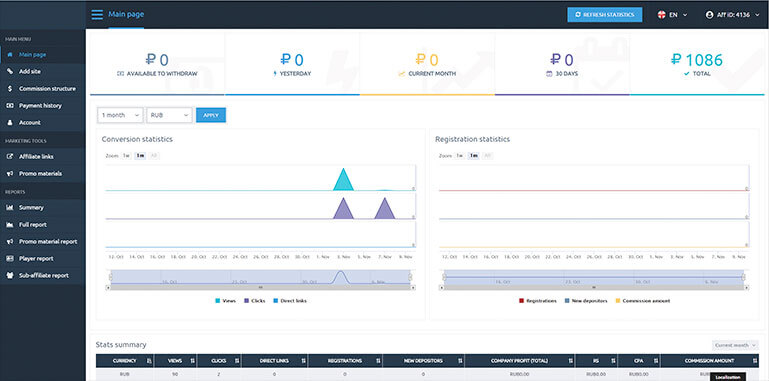 Main page
REFRESH STATISTICS
EN
Aff ID: 4136
MAIN MENU
Main page
Add site
Commission structure
Payment history
Account
MARKETING TOOLS
Affiliate links
Promo materials
REPORTS
Summary
Full report
Promo material report
Player report
Sub-affiliate report
₽ 0
AVAILABLE TO WITHDRAW
₽ 0
YESTERDAY
₽ 0
CURRENT MONTH
₽ 0
30 DAYS
₽ 1086
TOTAL
1 month
RUB
APPLY
Conversion statistics
Zoom 1w 1m All
0
0
0
12. Oct 14. Oct 16. Oct 18. Oct 20. Oct 22. Oct 24. Oct 26. Oct 28. Oct 30. Oct 1. Nov 3. Nov 5. Nov 7. Nov 9. Nov
16. Oct 23. Oct 30. Oct 6. Nov
Views Clicks Direct links
Registration statistics
Zoom 1w 1m All
0
0
0
12. Oct 14. Oct 16. Oct 18. Oct 20. Oct 22. Oct 24. Oct 26. Oct 28. Oct 30. Oct 1. Nov 3. Nov 5. Nov 7. Nov 9. Nov
16. Oct 23. Oct 30. Oct 6. Nov
Registrations New depositors Commission amount
Stats summary
Current month
CURRENCY VIEWS CLICKS DIRECT LINKS REGISTRATIONS NEW DEPOSITORS COMPANY PROFIT (TOTAL) RS CPA COMMISSION AMOUNT
RUB 90 2 0 0 0 RUB0.00 RUB0.00 RUB0.00 RUB0.00
Localisation